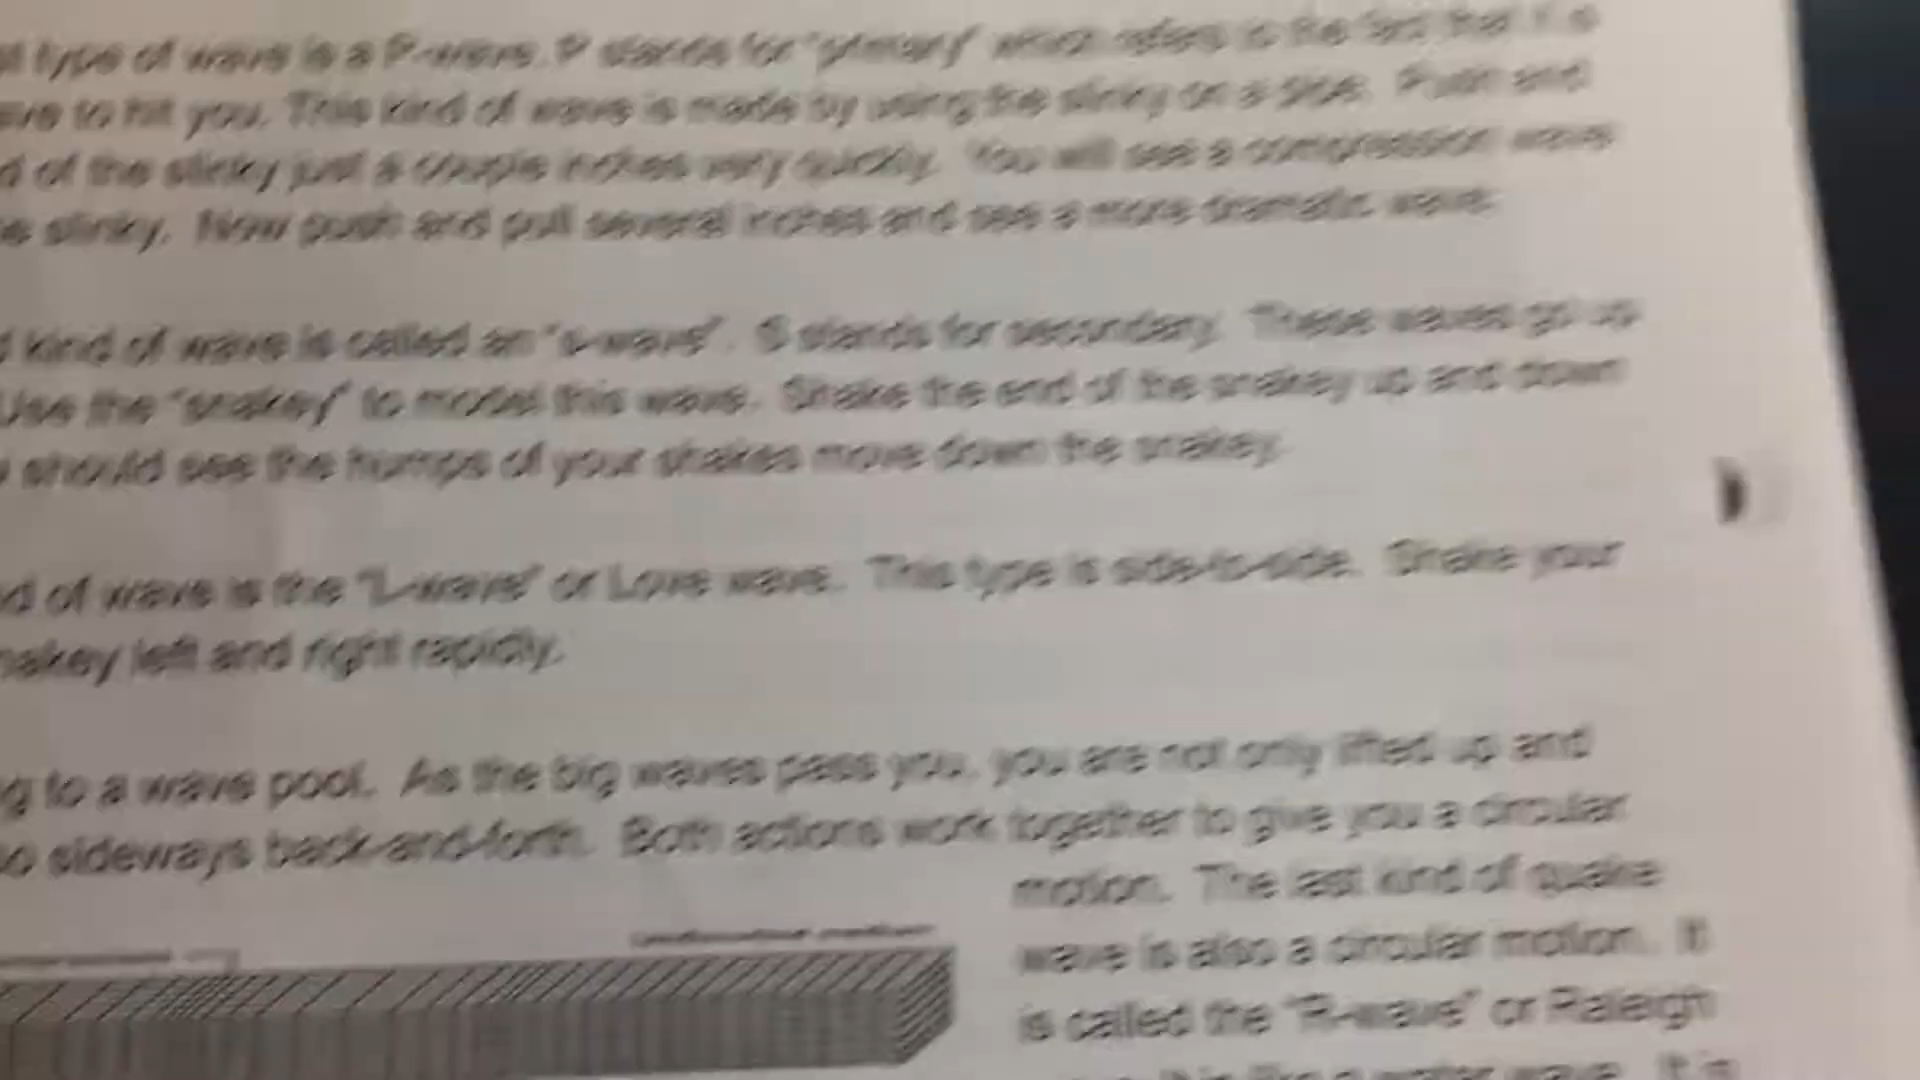 type of wave is a P-wave. P stands for "primary" which refers to the fact that
to hit you. This kind of wave is made by using the slinky on a side. Push and
of the slinky just a couple inches very quickly. You will see a compression wave
slinky. Now push and pull several inches and see a more dramatic wave.
kind of wave is called an "s-wave". S stands for secondary. These waves go up
Use the "snakey" to model this wave. Shake the end of the snakey up and down
should see the humps of your shakes move down the snakey.
of wave is the "L-wave" or Love wave. This type is side-to-side. Shake your
left and right rapidly.
to a wave pool. As the big waves pass you, you are not only lifted up and
sideways back-and-forth. Both actions work together to give you a circular
motion. The last kind of quake
wave is also a circular motion. It
is called the "R-wave" or Raleigh
like a water wave. It is